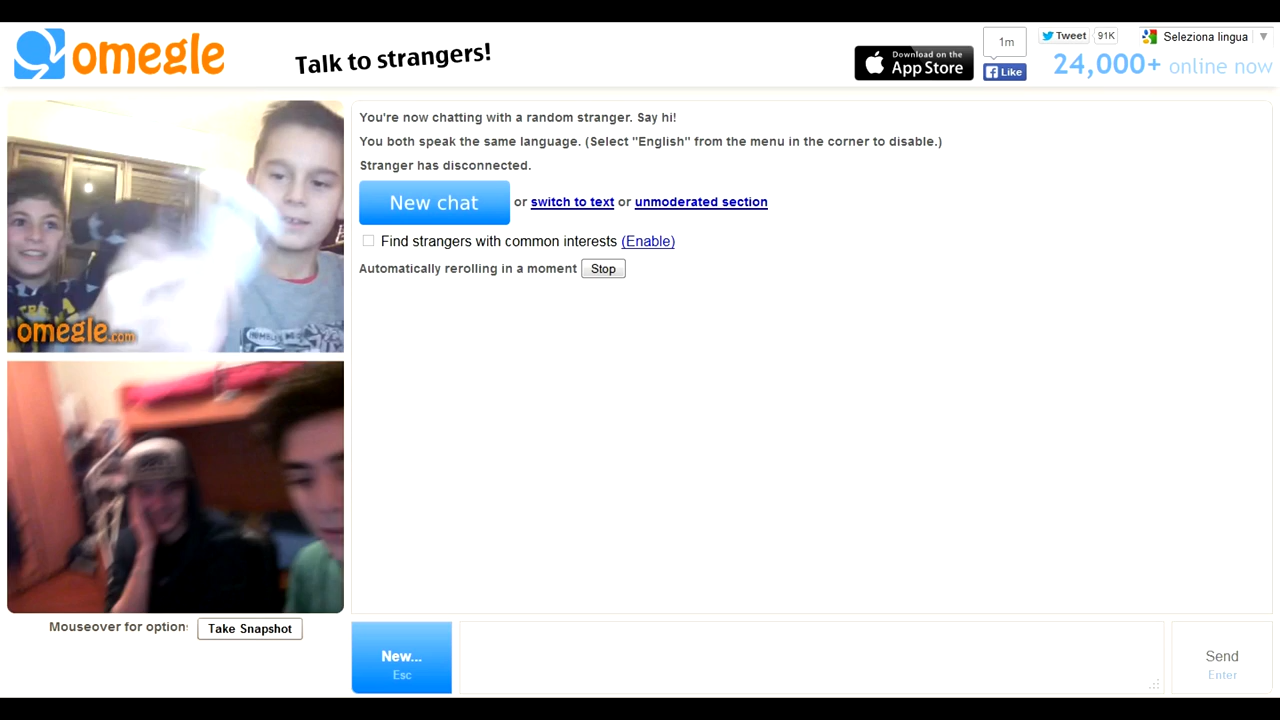 omegle
Talk to strangers!
Download on the
App Store
1m
Like
Tweet 91K
Seleziona lingua
24,000+ online now
You're now chatting with a random stranger. Say hi!
You both speak the same language. (Select "English" from the menu in the corner to disable.)
Stranger has disconnected.
New chat or switch to text or unmoderated section
Find strangers with common interests (Enable)
Automatically rerolling in a moment Stop
omegle.com
Mouseover for option
Take Snapshot
New...
Esc
Send
Enter